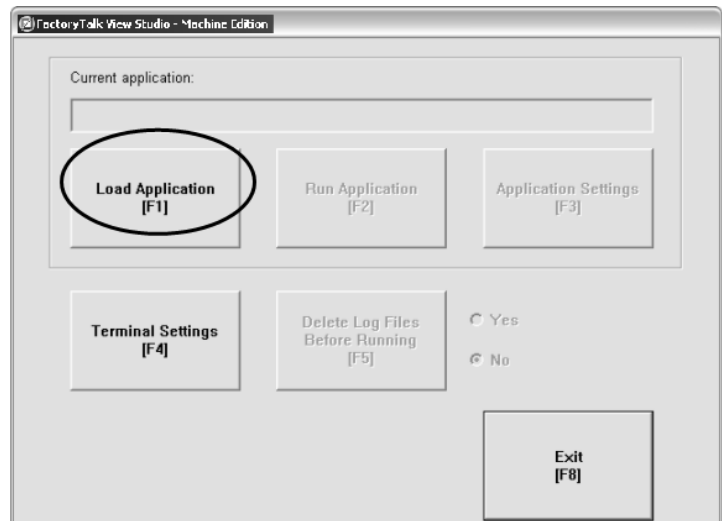 FactoryTalk View Studio - Machine Edition
Current application:
Load Application
[F1]
Run Application
[F2]
Application Settings
[F3]
Terminal Settings
[F4]
Delete Log Files
Before Running
[F5]
Yes
No
Exit
[F8]